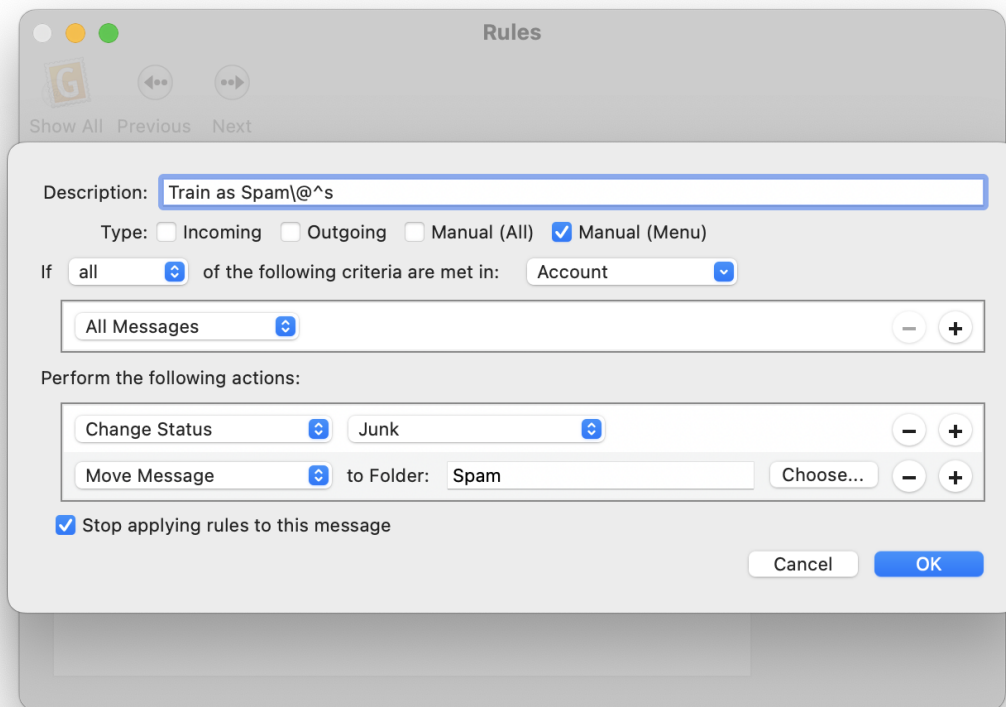 Rules
G
Show All Previous Next
Description: Train as Spam\@^s
Type: Incoming Outgoing Manual (All) Manual (Menu)
If all of the following criteria are met in: Account
All Messages
Perform the following actions:
Change Status Junk
Move Message to Folder: Spam Choose...
Stop applying rules to this message
Cancel OK